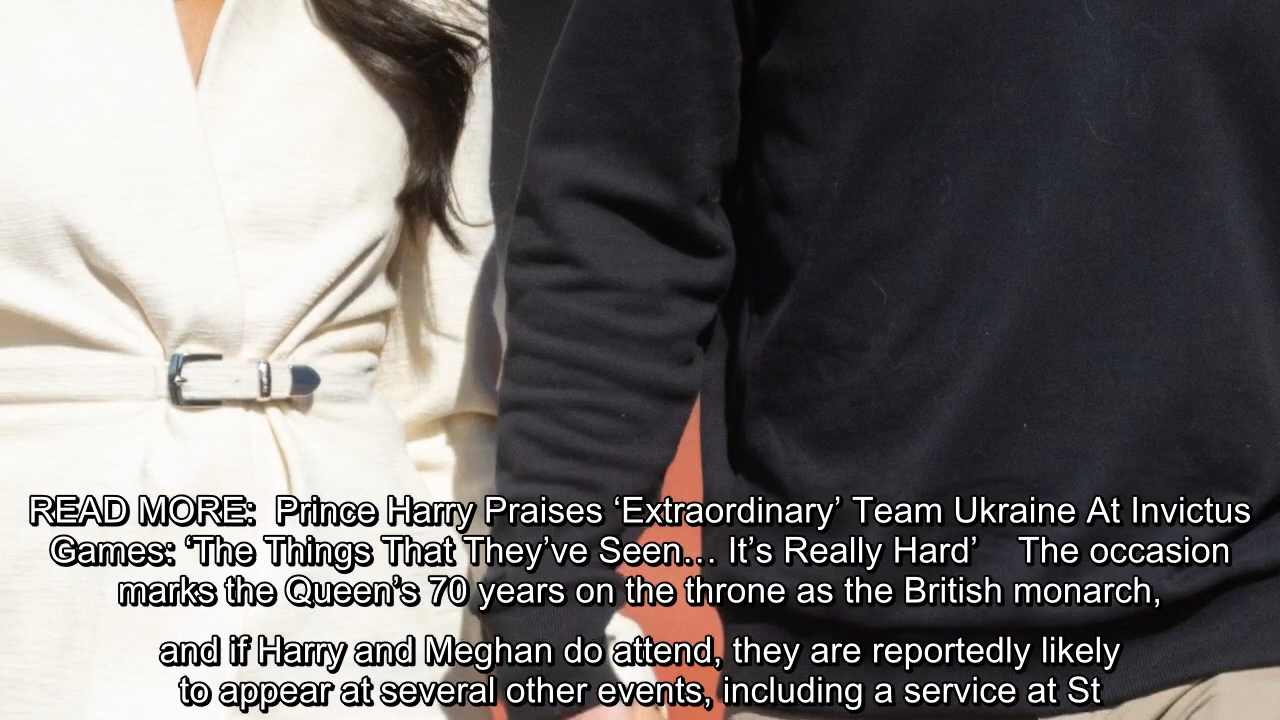 READ MORE:  Prince Harry Praises ‘Extraordinary’ Team Ukraine At Invictus
Games: ‘The Things That They’ve Seen… It’s Really Hard’    The occasion
marks the Queen’s 70 years on the throne as the British monarch,
and if Harry and Meghan do attend, they are reportedly likely
to appear at several other events, including a service at St